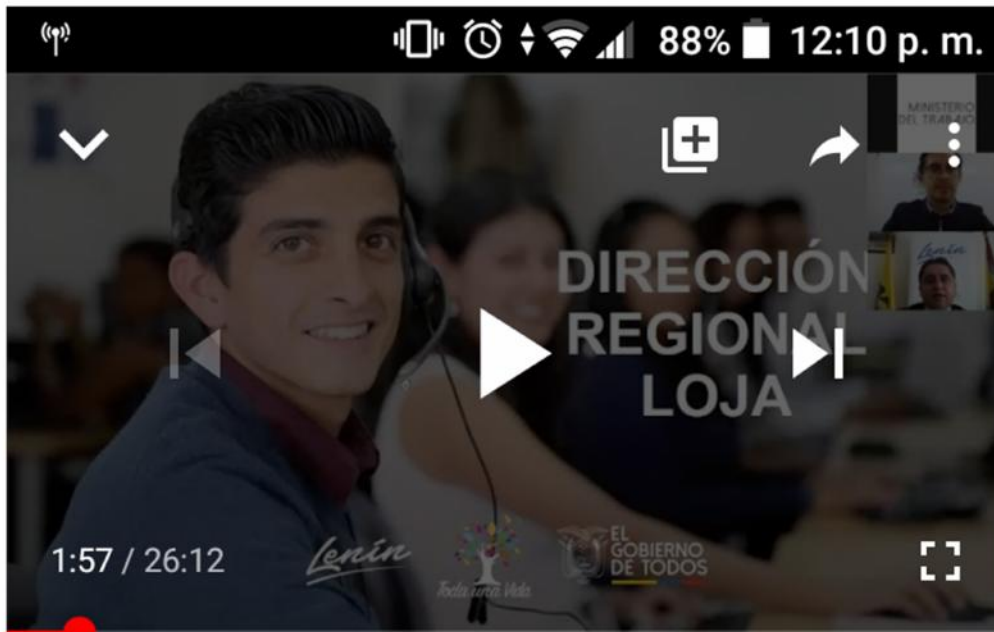 88% 12:10 p. m.
MINISTERIO
DEL TRABAJO
Lenín
DIRECCIÓN
REGIONAL
LOJA
1:57 / 26:12
Lenín
Toda una Vida
EL
GOBIERNO
DE TODOS